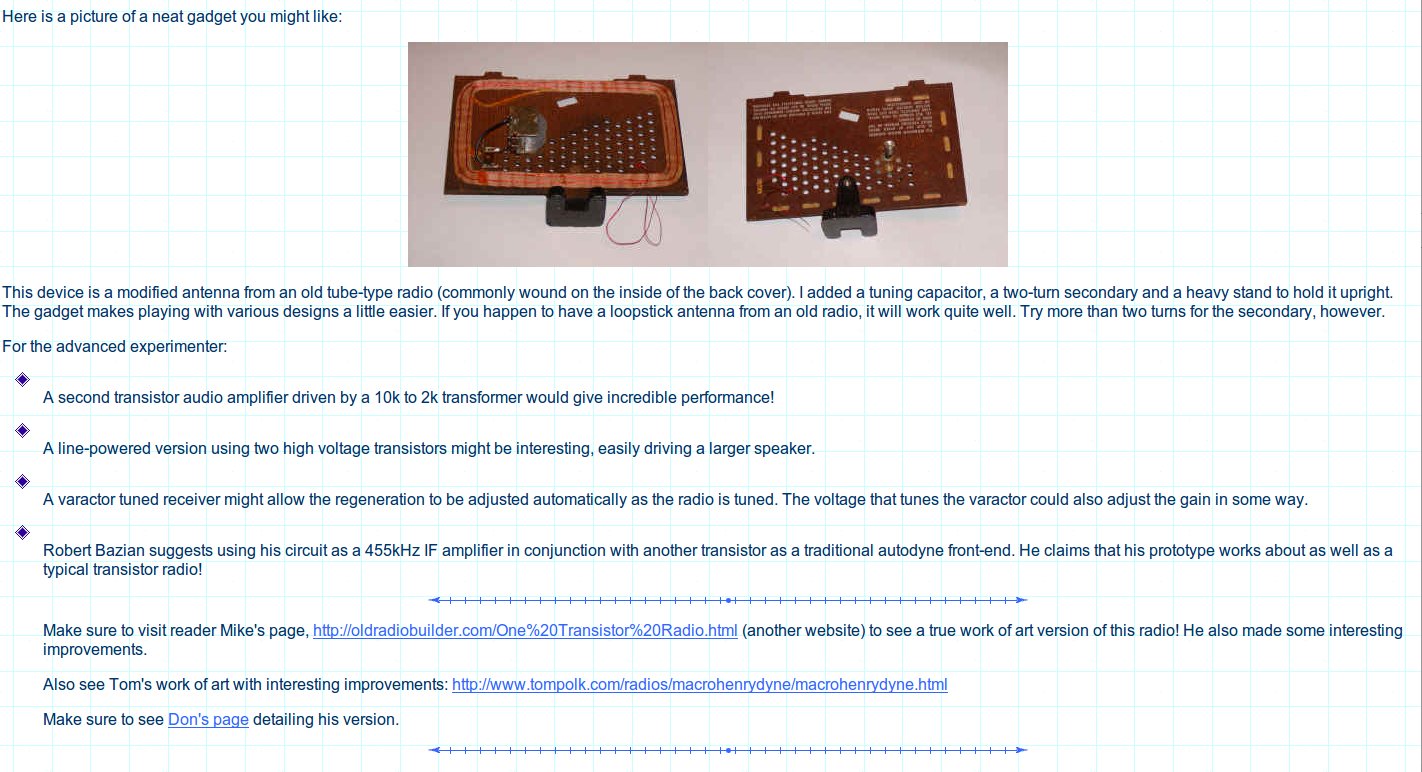 Here is a picture of a neat gadget you might like:
This device is a modified antenna from an old tube-type radio (commonly wound on the inside of the back cover). I added a tuning capacitor, a two-turn secondary and a heavy stand to hold it upright.
The gadget makes playing with various designs a little easier. If you happen to have a loopstick antenna from an old radio, it will work quite well. Try more than two turns for the secondary, however.
For the advanced experimenter:
A second transistor audio amplifier driven by a 10k to 2k transformer would give incredible performance!
A line-powered version using two high voltage transistors might be interesting, easily driving a larger speaker.
A varactor tuned receiver might allow the regeneration to be adjusted automatically as the radio is tuned. The voltage that tunes the varactor could also adjust the gain in some way.
Robert Bazian suggests using his circuit as a 455kHz IF amplifier in conjunction with another transistor as a traditional autodyne front-end. He claims that his prototype works about as well as a
typical transistor radio!
Make sure to visit reader Mike's page, http://oldradiobuilder.com/One%20Transistor%20Radio.html (another website) to see a true work of art version of this radio! He also made some interesting
improvements.
Also see Tom's work of art with interesting improvements: http://www.tompolk.com/radios/macrohenrydyne/macrohenrydyne.html
Make sure to see Don's page detailing his version.